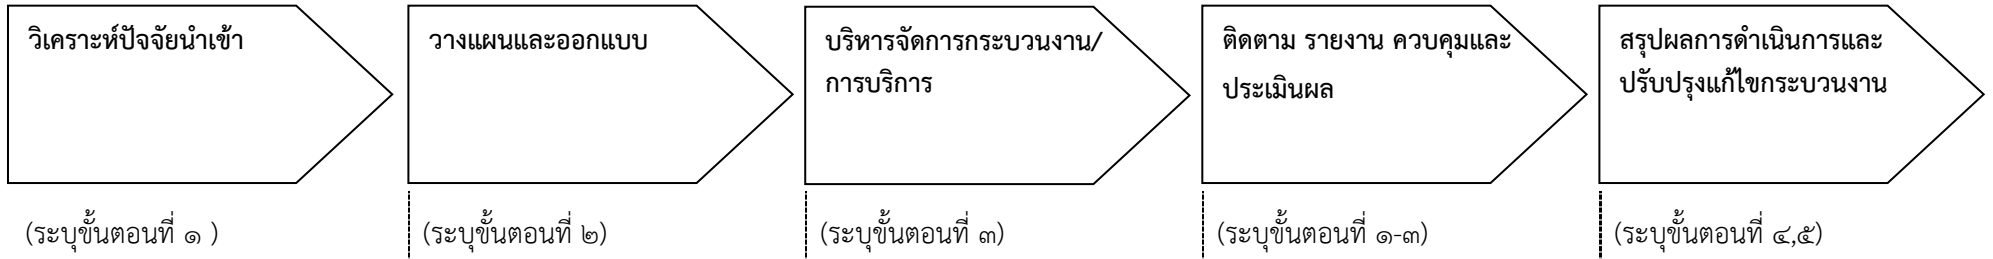 วิเคราะห์ปัจจัยนำเข้า
วางแผนและออกแบบ
บริหารจัดการกระบวนงาน/
การบริการ
ติดตาม รายงาน ควบคุมและ
ประเมินผล
สรุปผลการดำเนินการและ
ปรับปรุงแก้ไขกระบวนงาน
(ระบุขั้นตอนที่ ๑ )
(ระบุขั้นตอนที่ ๒)
(ระบุขั้นตอนที่ ๓)
(ระบุขั้นตอนที่ ๑-๓)
(ระบุขั้นตอนที่ ๔,๕)